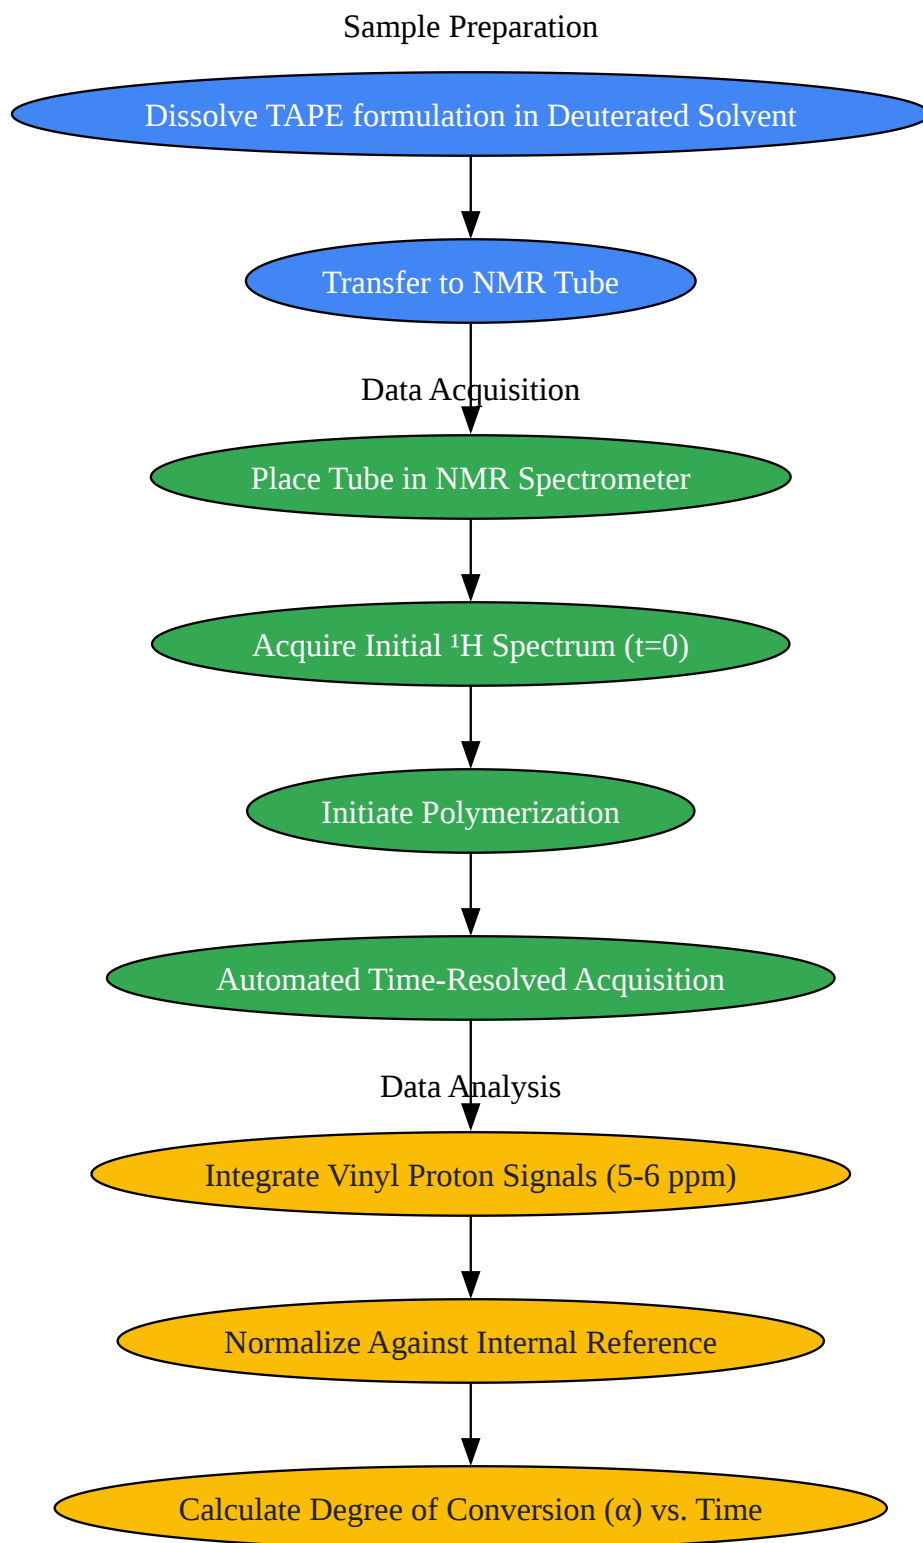 Sample Preparation
Dissolve TAPE formulation in Deuterated Solvent
Transfer to NMR Tube
Data Acquisition
Place Tube in NMR Spectrometer
Acquire Initial ¹H Spectrum (t=0)
Initiate Polymerization
Automated Time-Resolved Acquisition
Data Analysis
Integrate Vinyl Proton Signals (5-6 ppm)
Normalize Against Internal Reference
Calculate Degree of Conversion (α) vs. Time